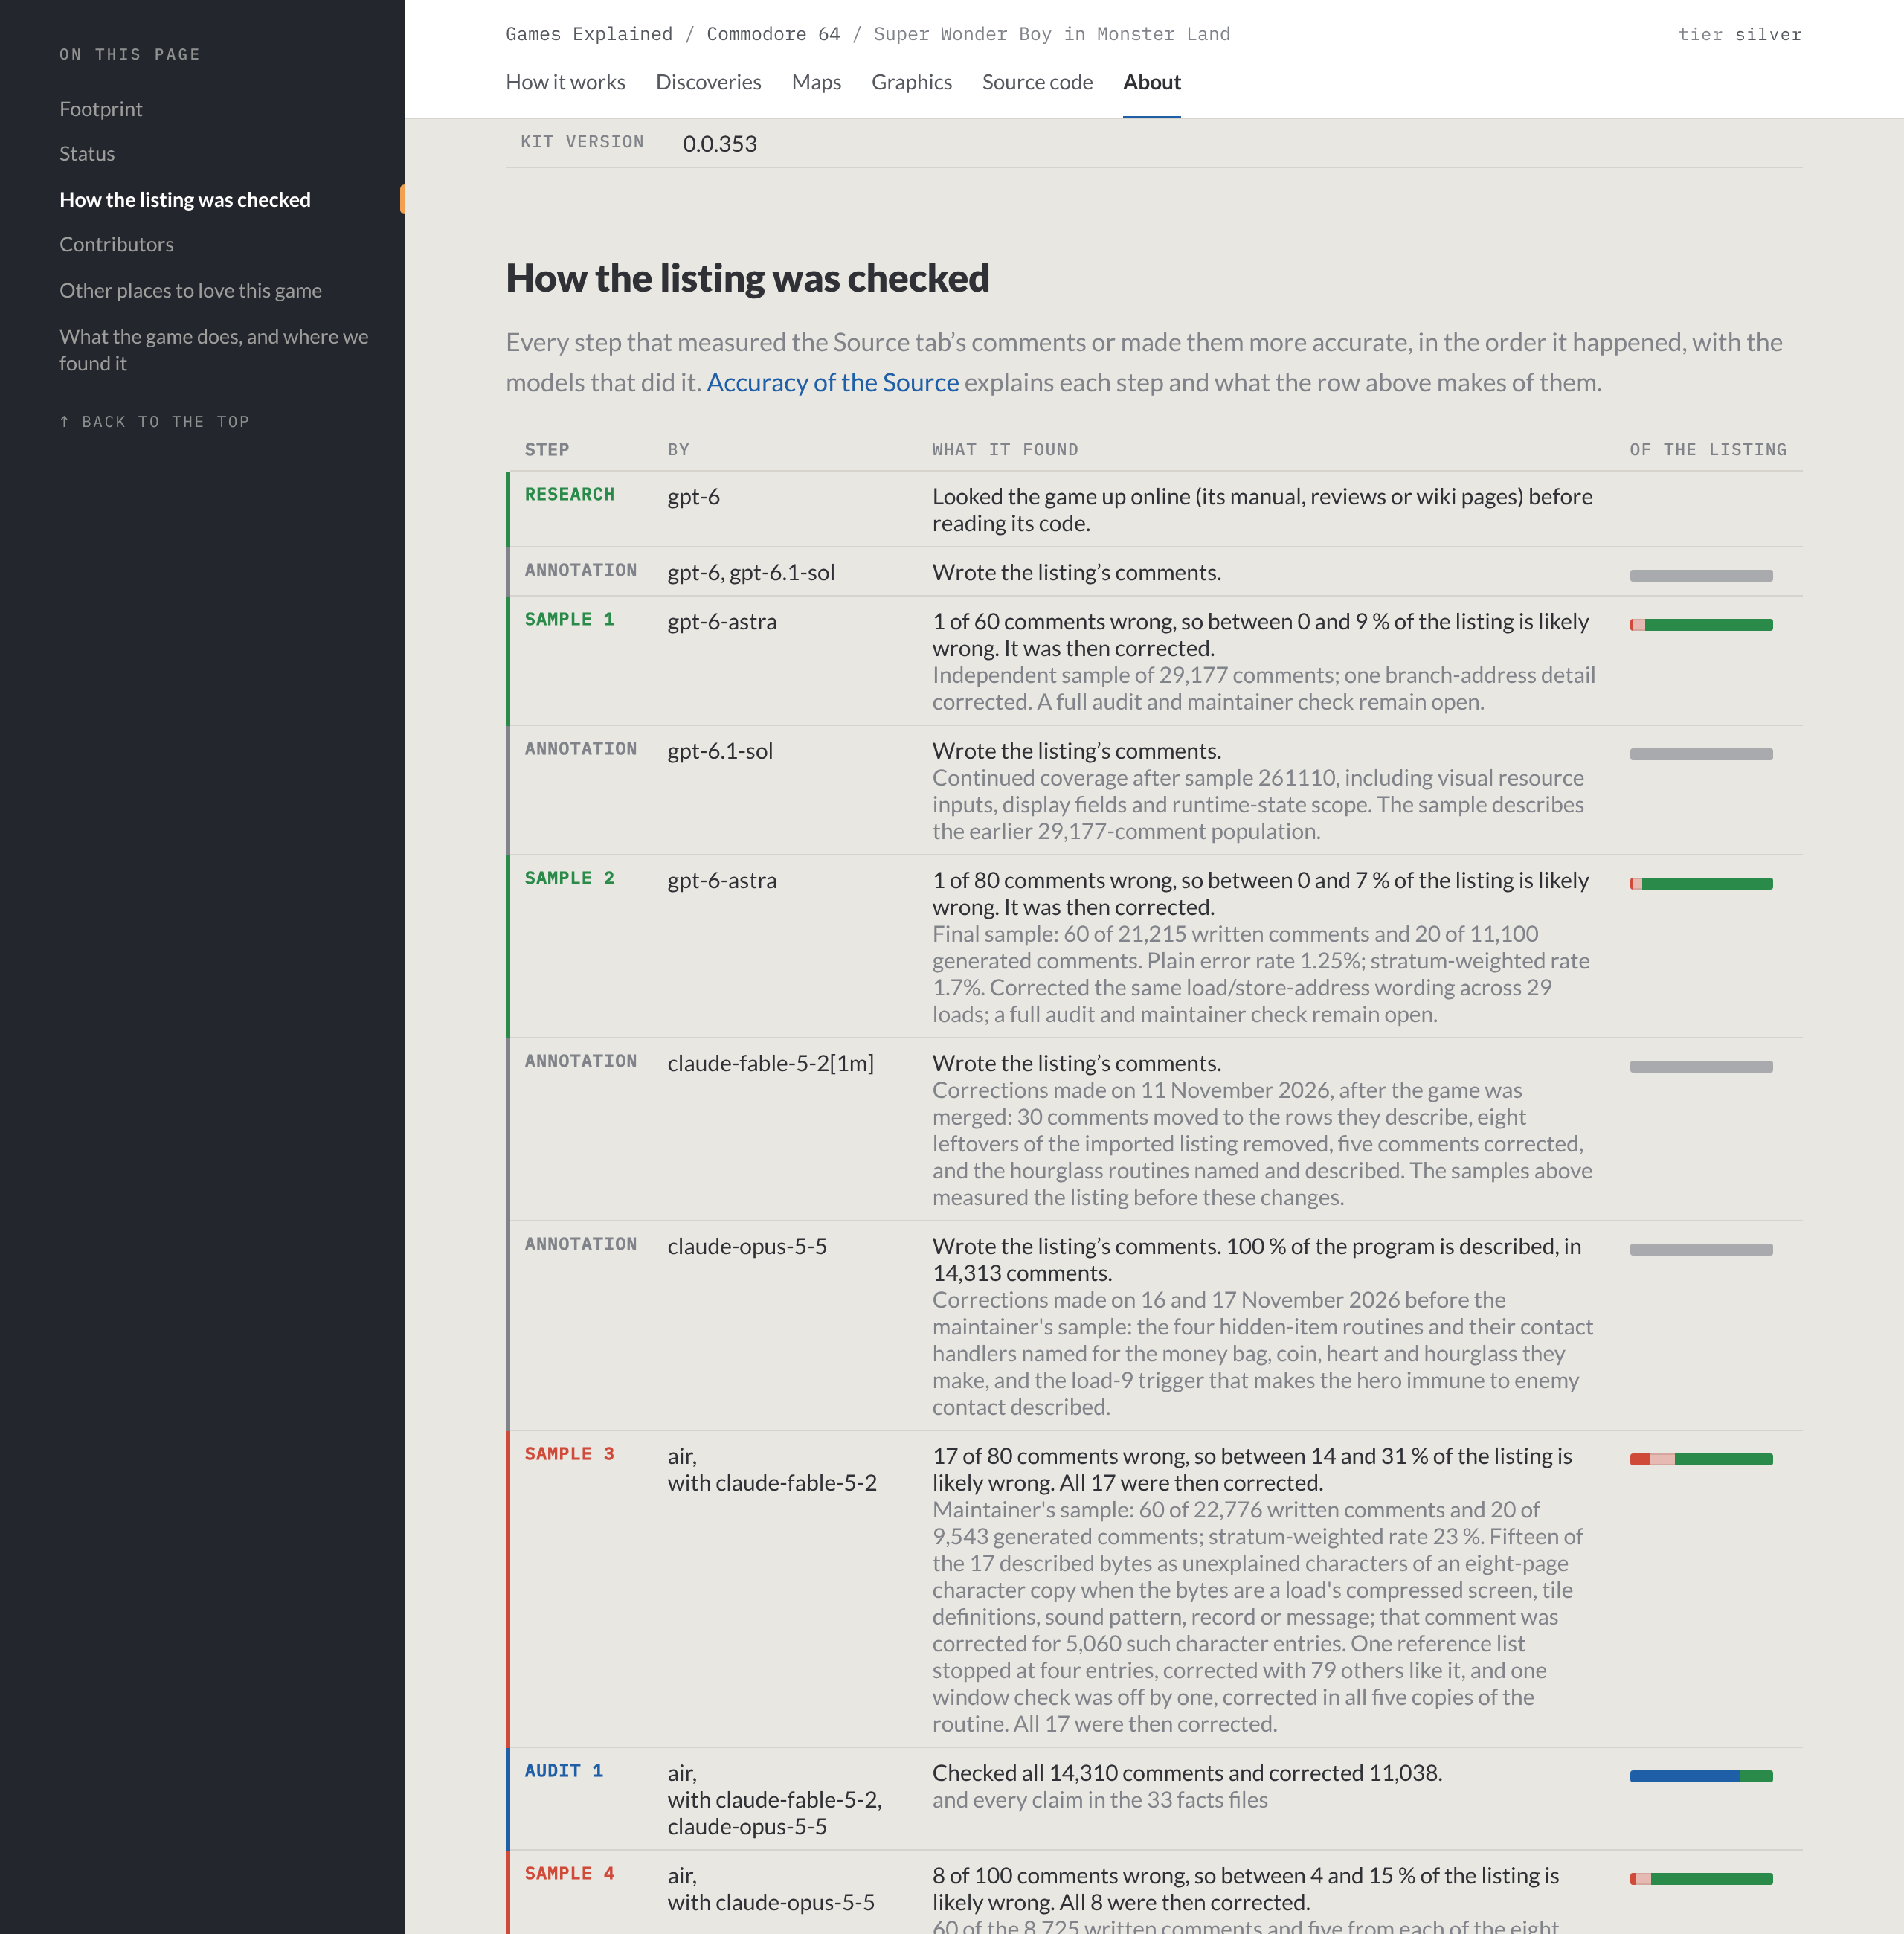 ON THIS PAGE
Footprint
Status
How the listing was checked
Contributors
Other places to love this game
What the game does, and where we
found it
↑ BACK TO THE TOP
Games Explained / Commodore 64 / Super Wonder Boy in Monster Land
tier silver
How it works Discoveries Maps Graphics Source code About
KIT VERSION 0.0.353
How the listing was checked
Every step that measured the Source tab’s comments or made them more accurate, in the order it happened, with the
models that did it. Accuracy of the Source explains each step and what the row above makes of them.
STEP BY WHAT IT FOUND OF THE LISTING
RESEARCH gpt-6 Looked the game up online (its manual, reviews or wiki pages) before
reading its code.
ANNOTATION gpt-6, gpt-6.1-sol Wrote the listing’s comments.
SAMPLE 1 gpt-6-astra 1 of 60 comments wrong, so between 0 and 9 % of the listing is likely
wrong. It was then corrected.
Independent sample of 29,177 comments; one branch-address detail
corrected. A full audit and maintainer check remain open.
ANNOTATION gpt-6.1-sol Wrote the listing’s comments.
Continued coverage after sample 261110, including visual resource
inputs, display fields and runtime-state scope. The sample describes
the earlier 29,177-comment population.
SAMPLE 2 gpt-6-astra 1 of 80 comments wrong, so between 0 and 7 % of the listing is likely
wrong. It was then corrected.
Final sample: 60 of 21,215 written comments and 20 of 11,100
generated comments. Plain error rate 1.25%; stratum-weighted rate
1.7%. Corrected the same load/store-address wording across 29
loads; a full audit and maintainer check remain open.
ANNOTATION claude-fable-5-2[1m] Wrote the listing’s comments.
Corrections made on 11 November 2026, after the game was
merged: 30 comments moved to the rows they describe, eight
leftovers of the imported listing removed, five comments corrected,
and the hourglass routines named and described. The samples above
measured the listing before these changes.
ANNOTATION claude-opus-5-5 Wrote the listing’s comments. 100 % of the program is described, in
14,313 comments.
Corrections made on 16 and 17 November 2026 before the
maintainer's sample: the four hidden-item routines and their contact
handlers named for the money bag, coin, heart and hourglass they
make, and the load-9 trigger that makes the hero immune to enemy
contact described.
SAMPLE 3 air, 17 of 80 comments wrong, so between 14 and 31 % of the listing is
with claude-fable-5-2 likely wrong. All 17 were then corrected.
Maintainer's sample: 60 of 22,776 written comments and 20 of
9,543 generated comments; stratum-weighted rate 23 %. Fifteen of
the 17 described bytes as unexplained characters of an eight-page
character copy when the bytes are a load's compressed screen, tile
definitions, sound pattern, record or message; that comment was
corrected for 5,060 such character entries. One reference list
stopped at four entries, corrected with 79 others like it, and one
window check was off by one, corrected in all five copies of the
routine. All 17 were then corrected.
AUDIT 1 air, Checked all 14,310 comments and corrected 11,038.
with claude-fable-5-2, and every claim in the 33 facts files
claude-opus-5-5
SAMPLE 4 air, 8 of 100 comments wrong, so between 4 and 15 % of the listing is
with claude-opus-5-5 likely wrong. All 8 were then corrected.
60 of the 8,725 written comments and five from each of the eight